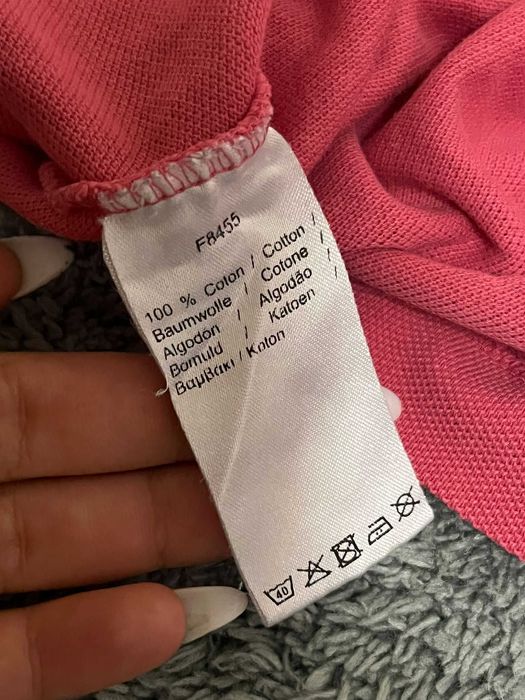 F8455
100 % Coton / Cotton /
Baumwolle / Cotone /
Algodón / Algodão /
Bomuld / Katoen
Βαμβάκι / Koton
40